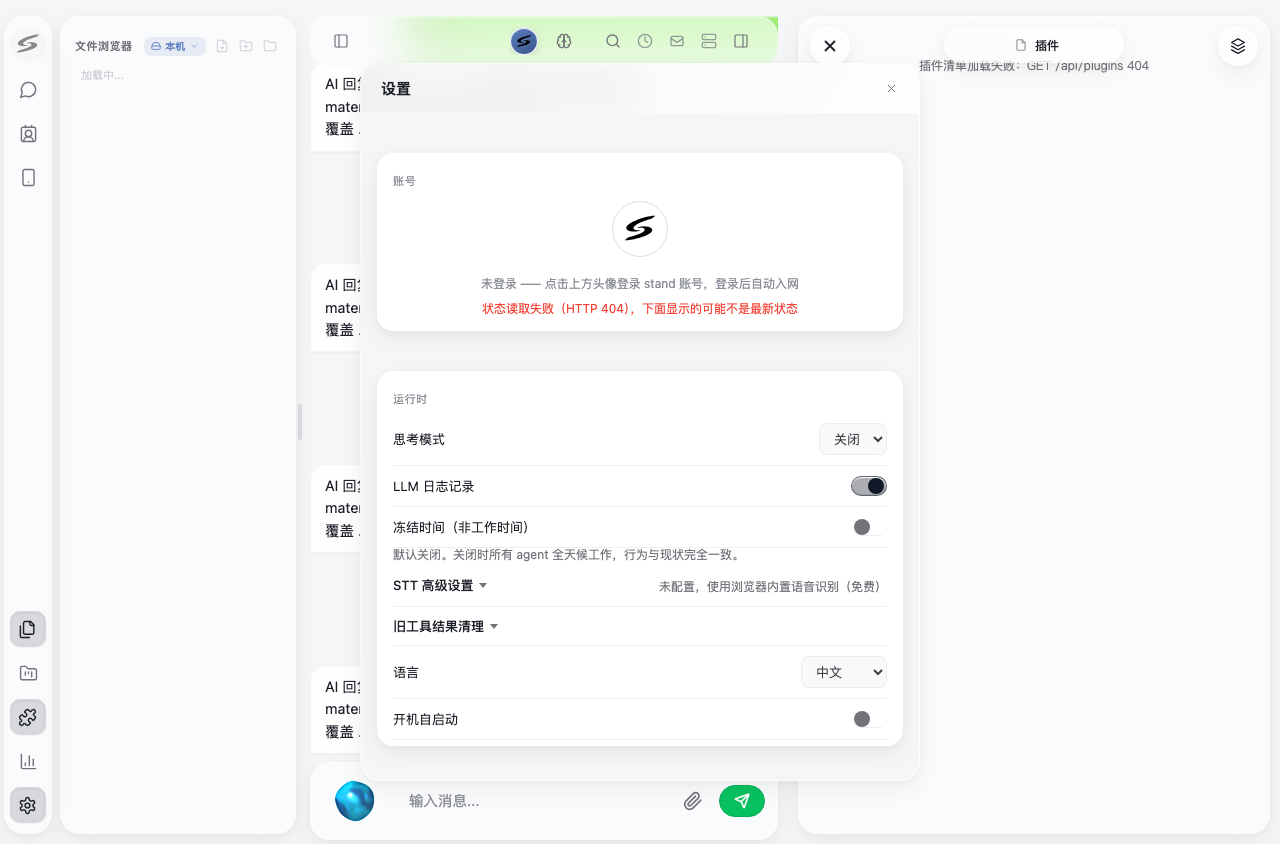 文件浏览器
本机
加载中...
AI 回
mater
覆盖
AI 回
mater
覆盖
AI 回
mater
覆盖
AI 回
mater
覆盖
输入消息...
设置
账号
未登录 —— 点击上方头像登录 stand 账号，登录后自动入网
状态读取失败（HTTP 404），下面显示的可能不是最新状态
运行时
思考模式
关闭
LLM 日志记录
冻结时间（非工作时间）
默认关闭。关闭时所有 agent 全天候工作，行为与现状完全一致。
STT 高级设置
未配置，使用浏览器内置语音识别（免费）
旧工具结果清理
语言
中文
开机自启动
插件
插件清单加载失败：GET /api/plugins 404